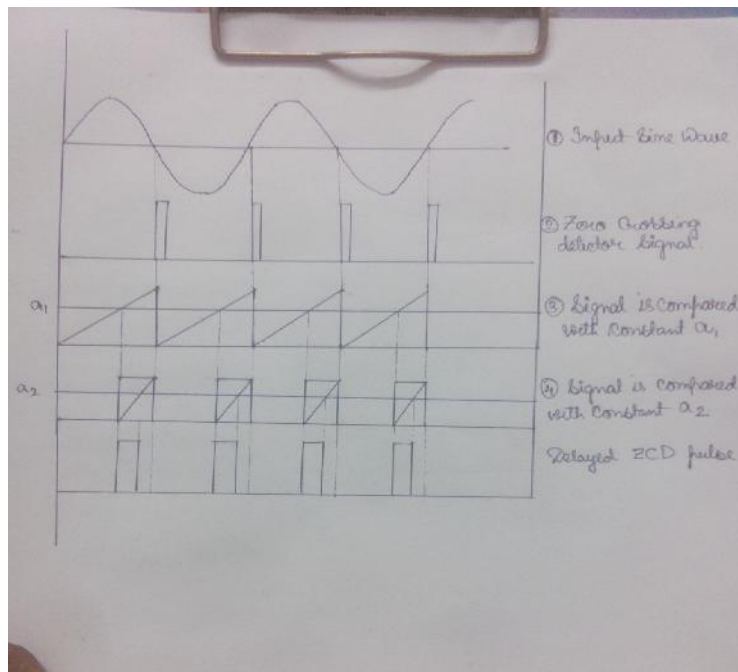 ① Input Sine Wave
② Zero Crossing
detector Signal.
a₁
③ Signal is compared
with Constant a₁
a₂
④ Signal is compared
with Constant a₂
Delayed ZCD pulse